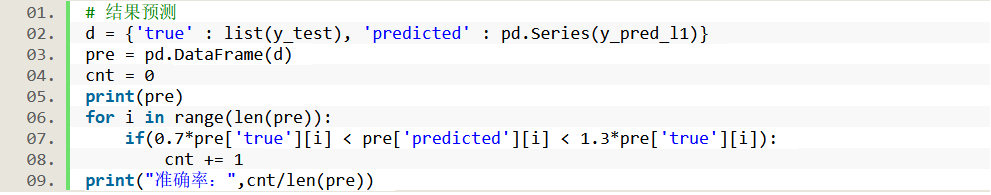 01. # 结果预测
02. d = {'true' : list(y_test), 'predicted' : pd.Series(y_pred_l1)}
03. pre = pd.DataFrame(d)
04. cnt = 0
05. print(pre)
06. for i in range(len(pre)):
07.     if(0.7*pre['true'][i] < pre['predicted'][i] < 1.3*pre['true'][i]):
08.         cnt += 1
09. print("准确率：",cnt/len(pre))